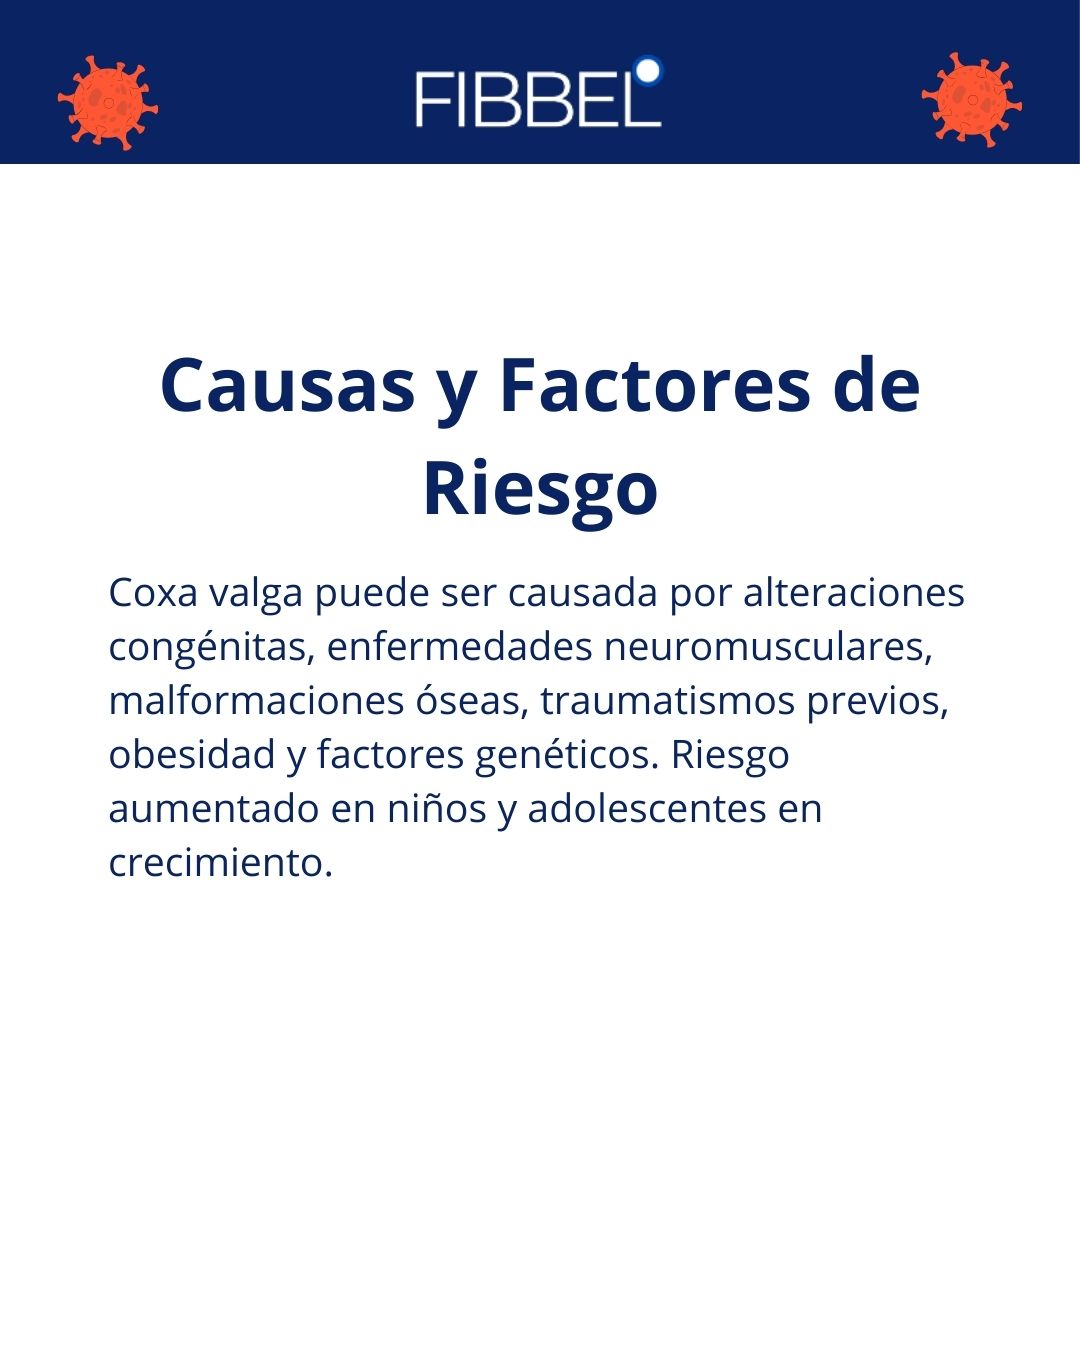 FIBBEL
Causas y Factores de
Riesgo
Coxa valga puede ser causada por alteraciones
congénitas, enfermedades neuromusculares,
malformaciones óseas, traumatismos previos,
obesidad y factores genéticos. Riesgo
aumentado en niños y adolescentes en
crecimiento.